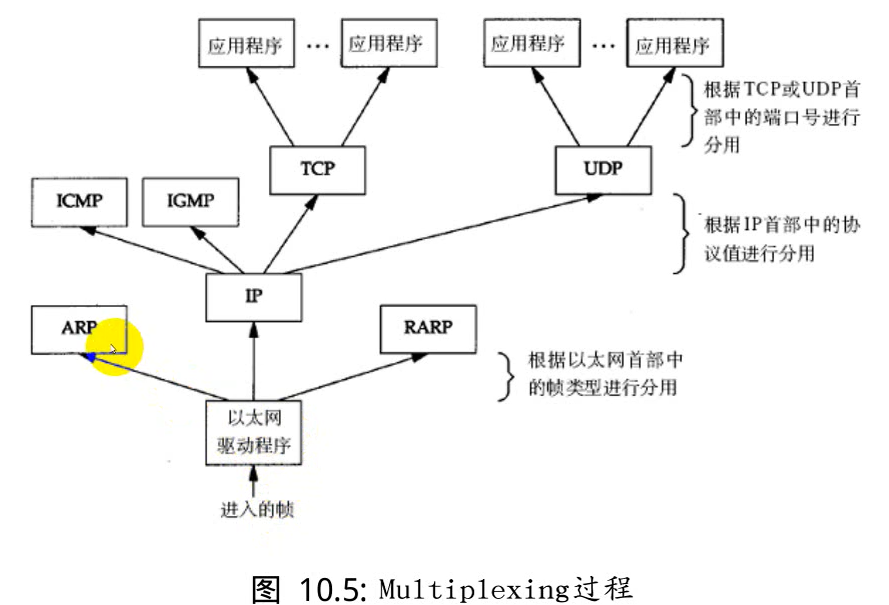 应用程序 … 应用程序 应用程序 … 应用程序
根据TCP或UDP首
部中的端口号进行
分用
TCP UDP
ICMP IGMP
根据IP首部中的协
议值进行分用
IP
ARP RARP
根据以太网首部中
的帧类型进行分用
以太网
驱动程序
进入的帧
图 10.5: Multiplexing过程